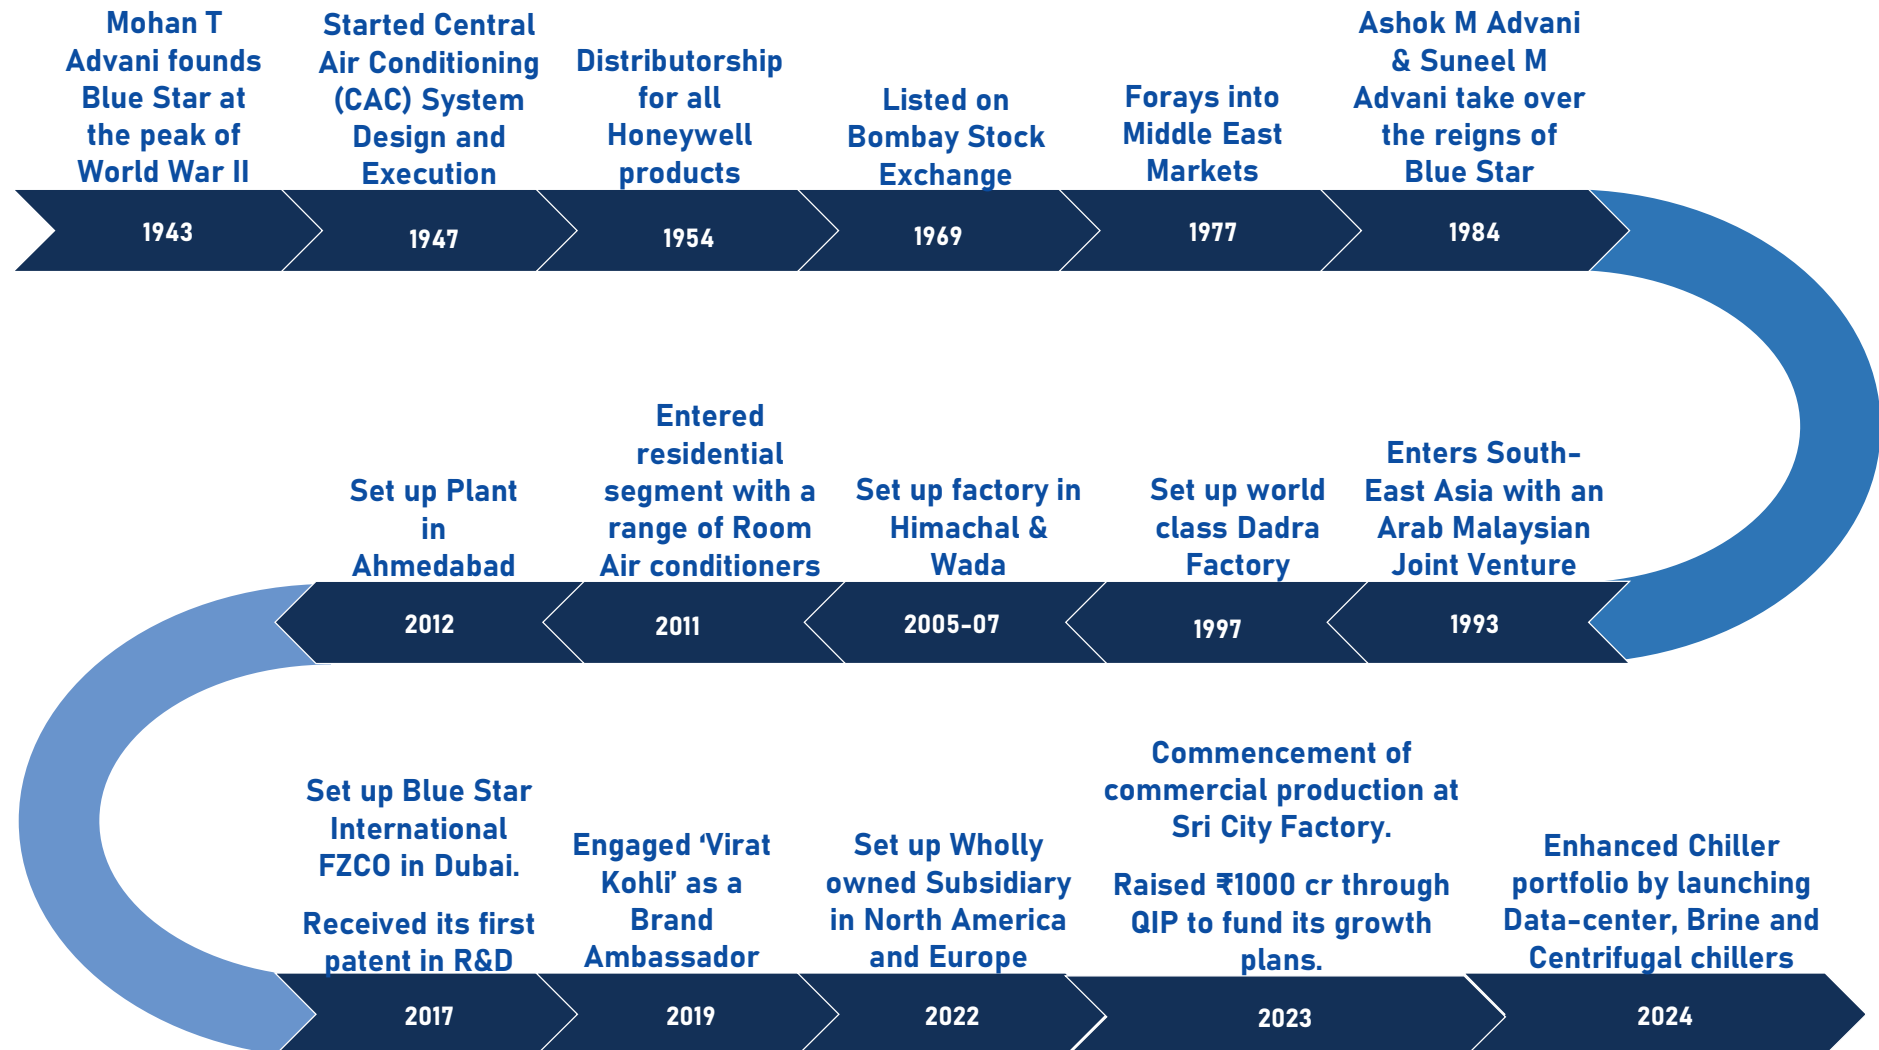 Mohan T
Advani founds
Blue Star at
the peak of
World War II
1943
Started Central
Air Conditioning
(CAC) System
Design and
Execution
1947
Distributorship
for all
Honeywell
products
1954
Listed on
Bombay Stock
Exchange
1969
Forays into
Middle East
Markets
1977
Ashok M Advani
& Suneel M
Advani take over
the reigns of
Blue Star
1984
Enters South-
East Asia with an
Arab Malaysian
Joint Venture
1993
Set up world
class Dadra
Factory
1997
Set up factory in
Himachal &
Wada
2005-07
Entered
residential
segment with a
range of Room
Air conditioners
2011
Set up Plant
in
Ahmedabad
2012
Set up Blue Star
International
FZCO in Dubai.
Received its first
patent in R&D
2017
Engaged ‘Virat
Kohli’ as a
Brand
Ambassador
2019
Set up Wholly
owned Subsidiary
in North America
and Europe
2022
Commencement of
commercial production at
Sri City Factory.
Raised ₹1000 cr through
QIP to fund its growth
plans.
2023
Enhanced Chiller
portfolio by launching
Data-center, Brine and
Centrifugal chillers
2024